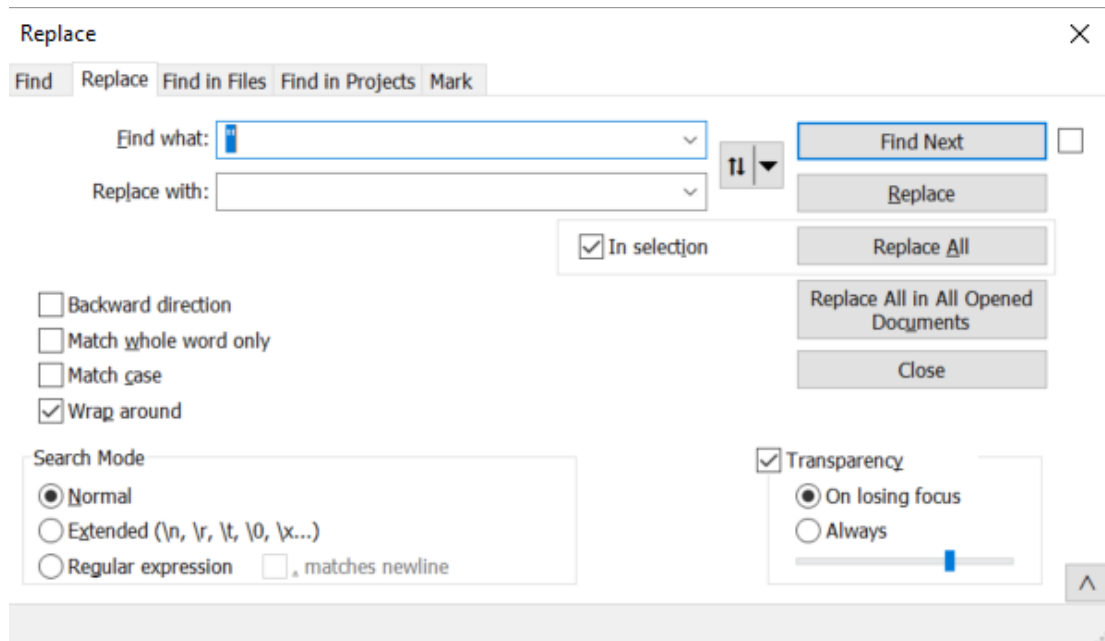 Replace
Find Replace Find in Files Find in Projects Mark
Find what: "
Find Next
Replace with:
Replace
In selection
Replace All
Backward direction
Replace All in All Opened
Documents
Match whole word only
Match case
Close
Wrap around
Search Mode
Normal
Extended (\n, \r, \t, \0, \x...)
Regular expression
. matches newline
Transparency
On losing focus
Always